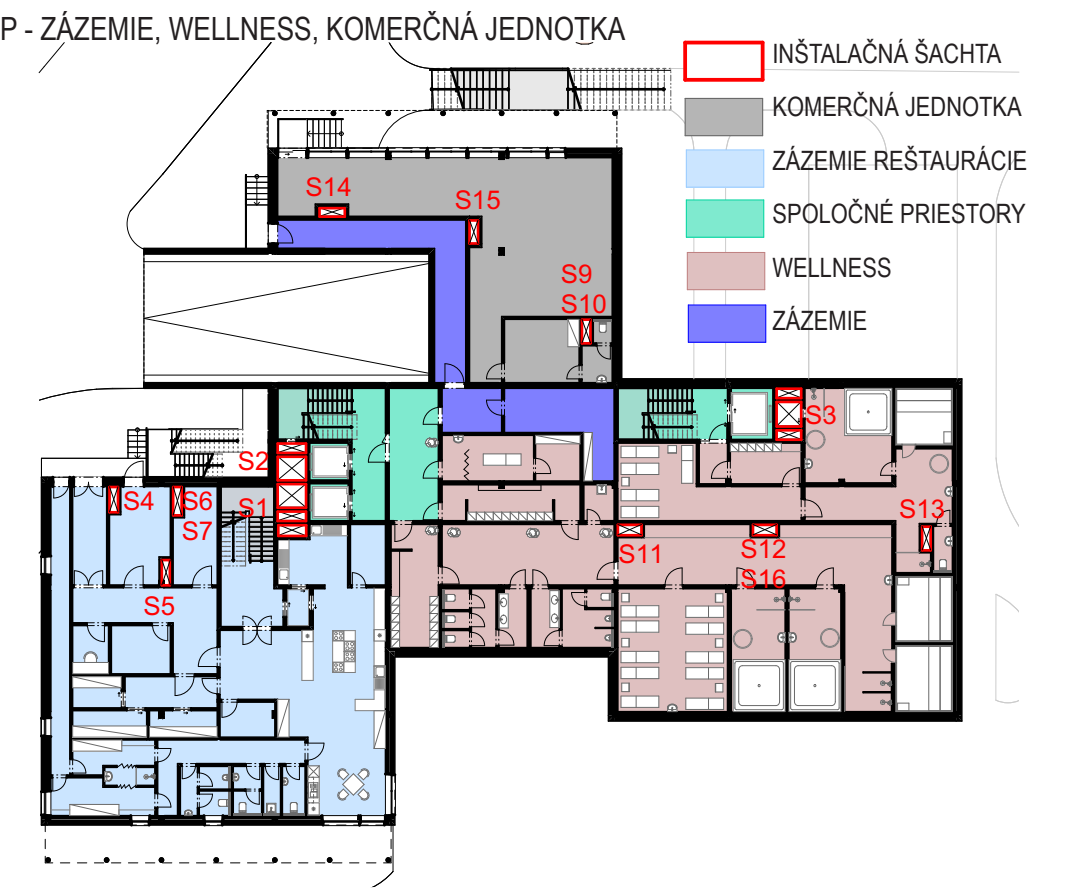 P - ZÁZEMIE, WELLNESS, KOMERČNÁ JEDNOTKA
INŠTALAČNÁ ŠACHTA
KOMERČNÁ JEDNOTKA
ZÁZEMIE REŠTAURÁCIE
SPOLOČNÉ PRIESTORY
WELLNESS
ZÁZEMIE
S14
S15
S9
S10
S3
S2
S4
S6
S1
S7
S13
S11
S12
S16
S5